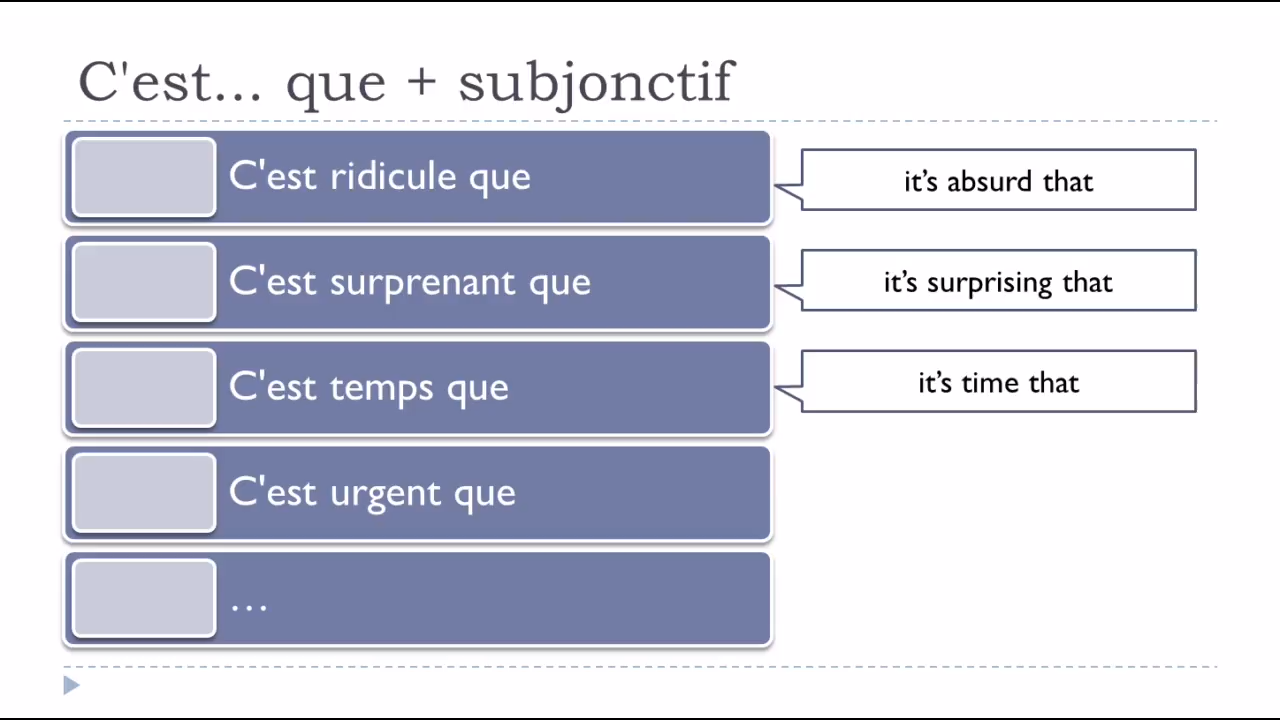 C'est... que + subjonctif
C'est ridicule que
it’s absurd that
C'est surprenant que
it’s surprising that
C'est temps que
it’s time that
C'est urgent que
...